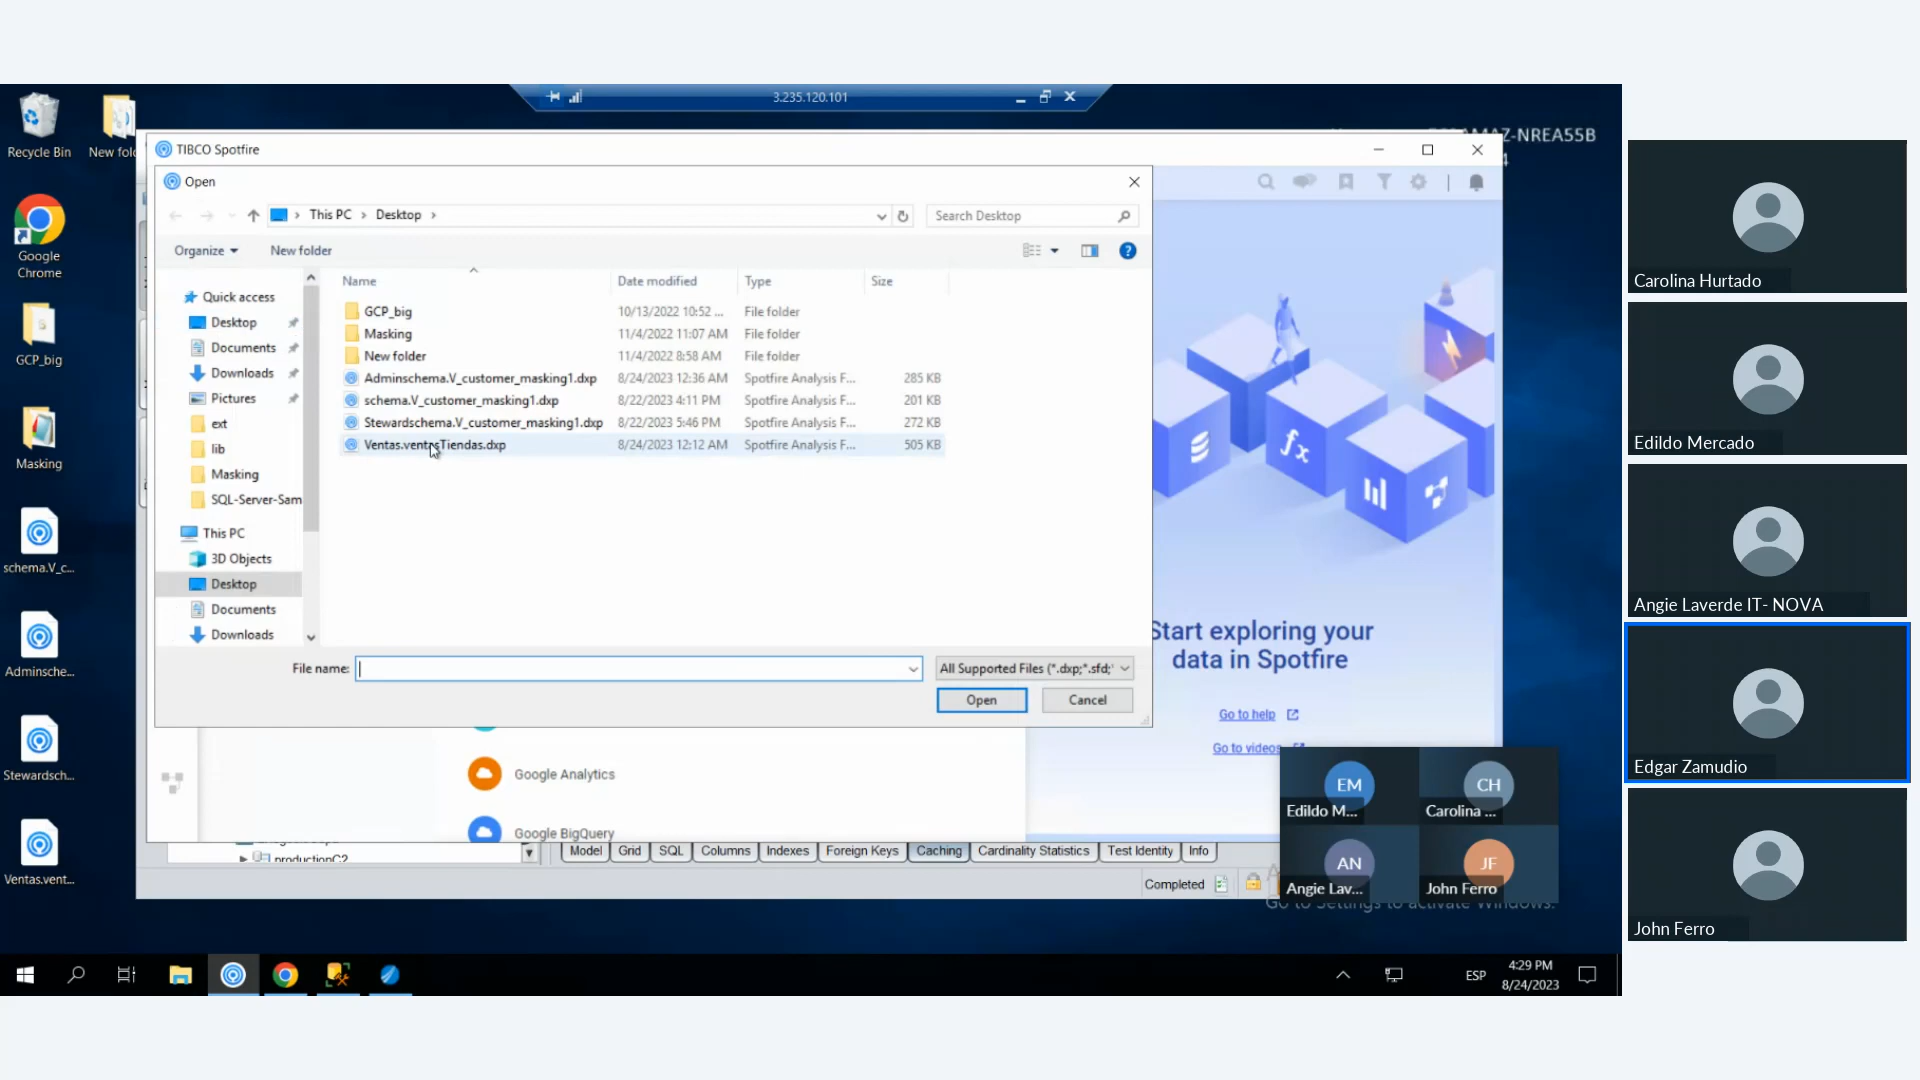 3.235.120.101
Recycle Bin
New fol
AMAZ-NREA55B
TIBCO Spotfire
Open
This PC
Desktop
Search Desktop
Organize
New folder
Name
Date modified
Type
Size
Quick access
Desktop
Documents
Downloads
Pictures
ext
lib
Masking
SQL-Server-Sam
This PC
3D Objects
Desktop
Documents
Downloads
GCP_big 10/13/2022 10:52 ... File folder
Masking 11/4/2022 11:07 AM File folder
New folder 11/4/2022 8:58 AM File folder
Adminschema.V_customer_masking1.dxp 8/24/2023 12:36 AM Spotfire Analysis F... 285 KB
schema.V_customer_masking1.dxp 8/22/2023 4:11 PM Spotfire Analysis F... 201 KB
Stewardschema.V_customer_masking1.dxp 8/22/2023 5:46 PM Spotfire Analysis F... 272 KB
Ventas.ventasTiendas.dxp 8/24/2023 12:12 AM Spotfire Analysis F... 505 KB
File name:
All Supported Files (*.dxp;*.sfd;*
Open
Cancel
Google Chrome
GCP_big
Masking
schema.V_c...
Adminsche...
Stewardsch...
Ventas.vent...
Start exploring your
data in Spotfire
Go to help
Go to videos
Google Analytics
Google BigQuery
productionC2
Model
Grid
SQL
Columns
Indexes
Foreign Keys
Caching
Cardinality Statistics
Test Identity
Info
Completed
Go to Settings to activate Windows.
EM
Edildo M...
CH
Carolina ...
AN
Angie Lav...
JF
John Ferro
ESP
4:29 PM
8/24/2023
Carolina Hurtado
Edildo Mercado
Angie Laverde IT- NOVA
Edgar Zamudio
John Ferro